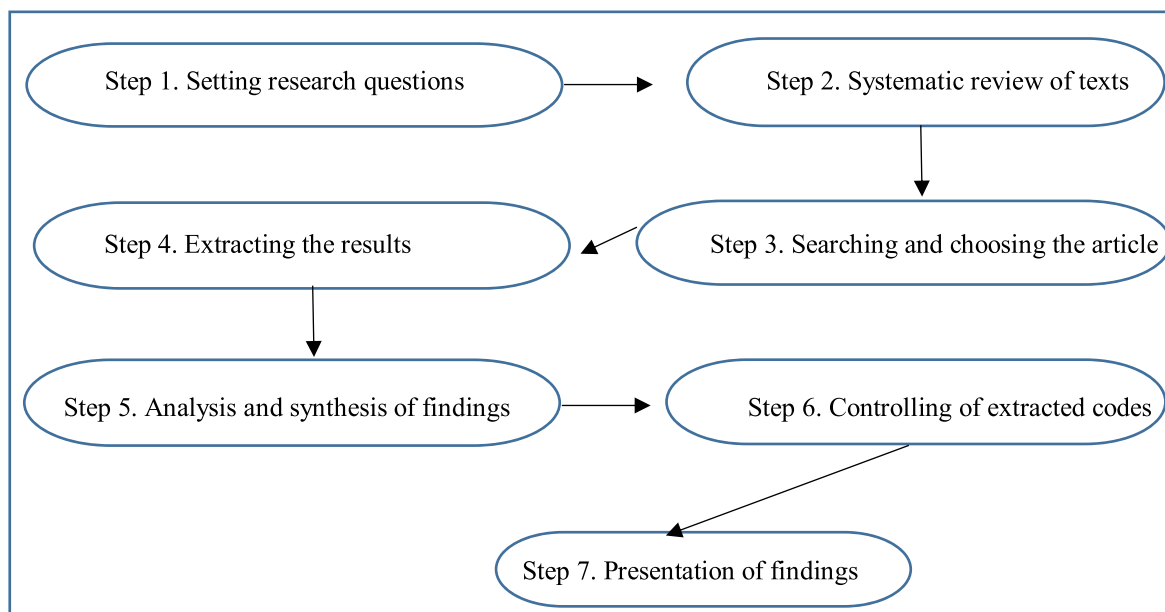 Step 1. Setting research questions
Step 2. Systematic review of texts
Step 3. Searching and choosing the article
Step 4. Extracting the results
Step 5. Analysis and synthesis of findings
Step 6. Controlling of extracted codes
Step 7. Presentation of findings